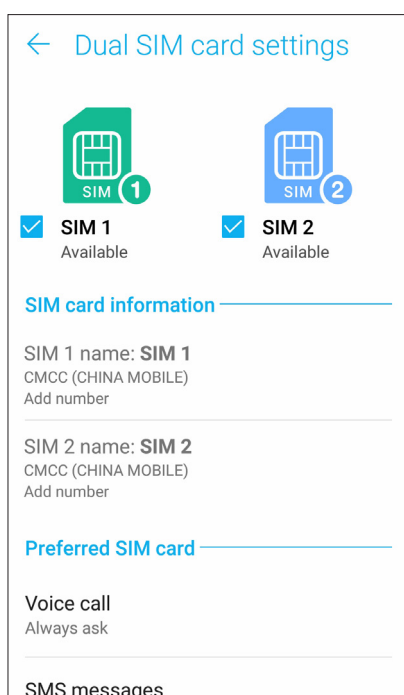 Dual SIM card settings
SIM 1
SIM 2
SIM 1
SIM 2
Available
Available
SIM card information
SIM 1 name: SIM 1
CMCC (CHINA MOBILE)
Add number
SIM 2 name: SIM 2
CMCC (CHINA MOBILE)
Add number
Preferred SIM card
Voice call
Always ask
SMS messages